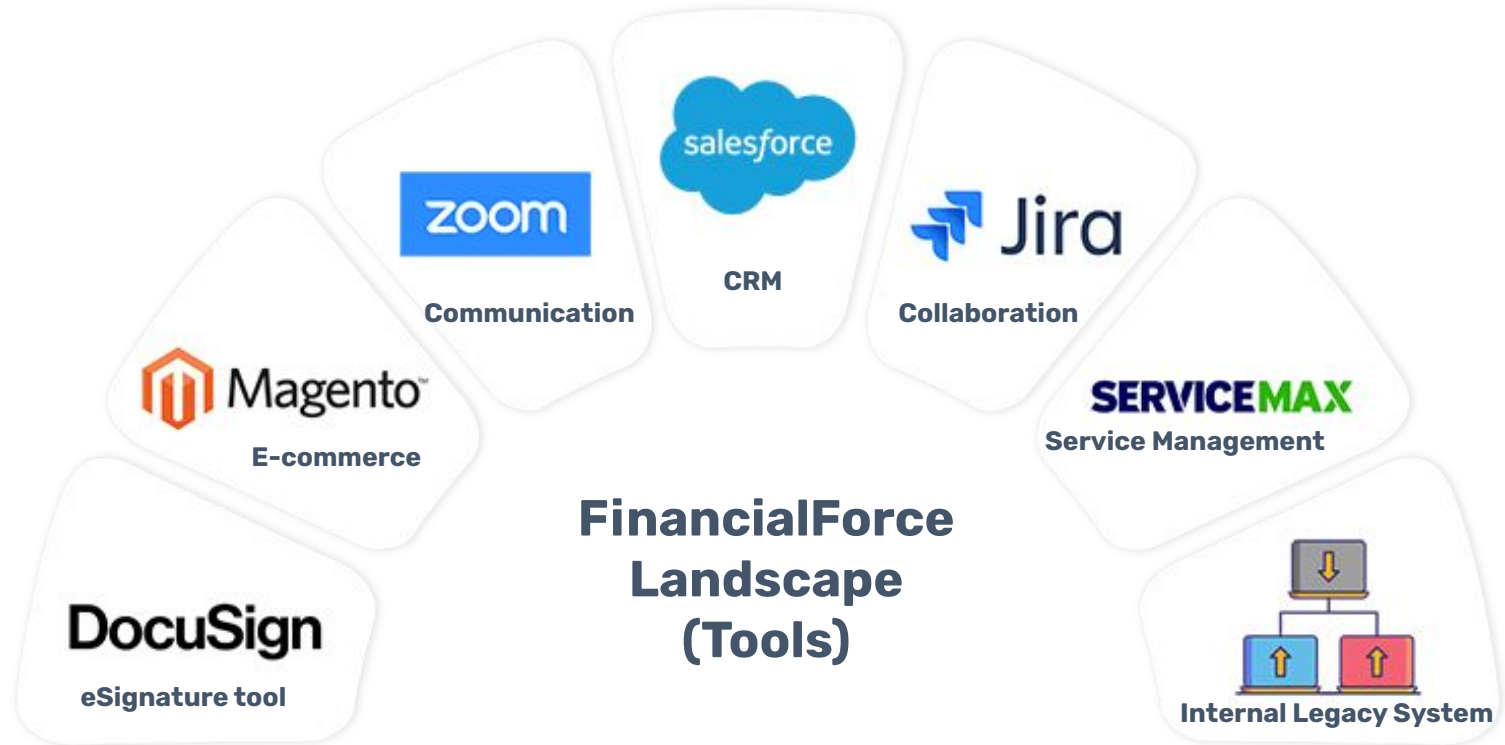 salesforce
CRM
zoom
Communication
Jira
Collaboration
Magento™
E-commerce
SERVICEMAX
Service Management
DocuSign
eSignature tool
Internal Legacy System
FinancialForce
Landscape
(Tools)